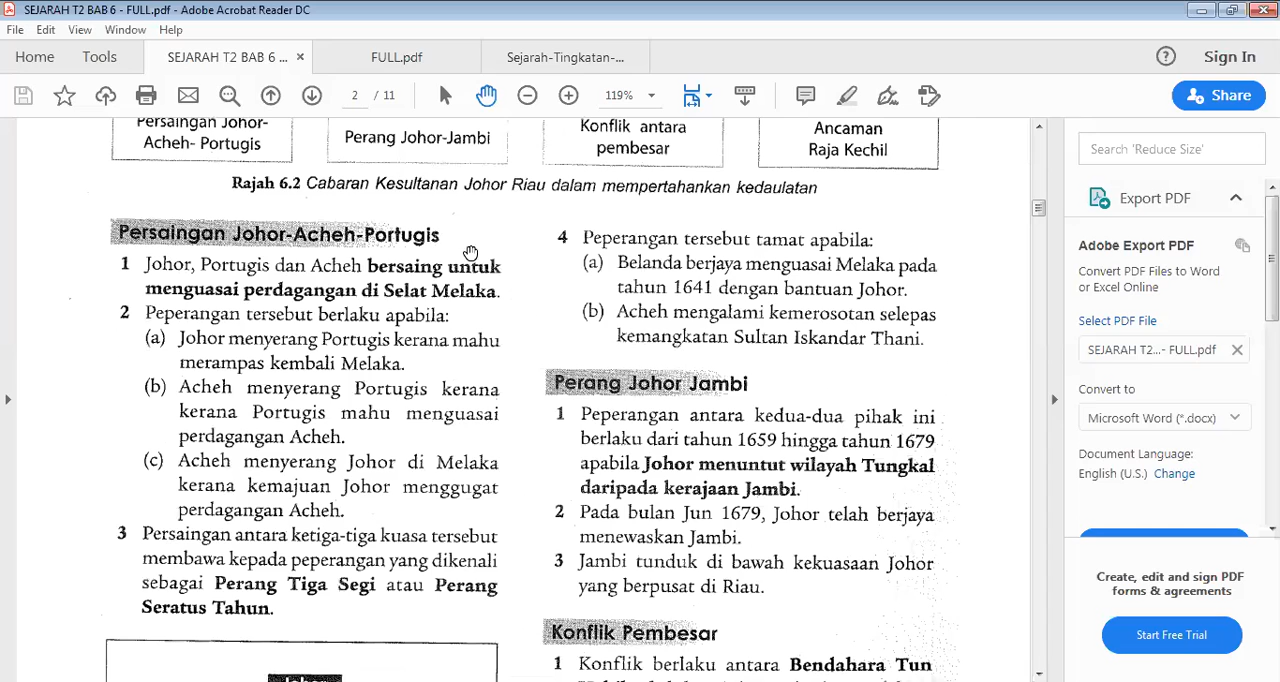 SEJARAH T2 BAB 6 - FULL.pdf - Adobe Acrobat Reader DC
File Edit View Window Help
Home Tools SEJARAH T2 BAB 6 ... × FULL.pdf Sejarah-Tingkatan-... ? Sign In
2 / 11 119% Share
Persaingan Johor-
Acheh- Portugis
Perang Johor-Jambi
Konflik antara
pembesar
Ancaman
Raja Kechil
Rajah 6.2 Cabaran Kesultanan Johor Riau dalam mempertahankan kedaulatan
Persaingan Johor-Acheh-Portugis
1 Johor, Portugis dan Acheh bersaing untuk
menguasai perdagangan di Selat Melaka.
2 Peperangan tersebut berlaku apabila:
(a) Johor menyerang Portugis kerana mahu
merampas kembali Melaka.
(b) Acheh menyerang Portugis kerana
kerana Portugis mahu menguasai
perdagangan Acheh.
(c) Acheh menyerang Johor di Melaka
kerana kemajuan Johor menggugat
perdagangan Acheh.
3 Persaingan antara ketiga-tiga kuasa tersebut
membawa kepada peperangan yang dikenali
sebagai Perang Tiga Segi atau Perang
Seratus Tahun.
4 Peperangan tersebut tamat apabila:
(a) Belanda berjaya menguasai Melaka pada
tahun 1641 dengan bantuan Johor.
(b) Acheh mengalami kemerosotan selepas
kemangkatan Sultan Iskandar Thani.
Perang Johor Jambi
1 Peperangan antara kedua-dua pihak ini
berlaku dari tahun 1659 hingga tahun 1679
apabila Johor menuntut wilayah Tungkal
daripada kerajaan Jambi.
2 Pada bulan Jun 1679, Johor telah berjaya
menewaskan Jambi.
3 Jambi tunduk di bawah kekuasaan Johor
yang berpusat di Riau.
Konflik Pembesar
1 Konflik berlaku antara Bendahara Tun
Search 'Reduce Size'
Export PDF
Adobe Export PDF
Convert PDF Files to Word
or Excel Online
Select PDF File
SEJARAH T2...- FULL.pdf ×
Convert to
Microsoft Word (*.docx)
Document Language:
English (U.S.) Change
Create, edit and sign PDF
forms & agreements
Start Free Trial